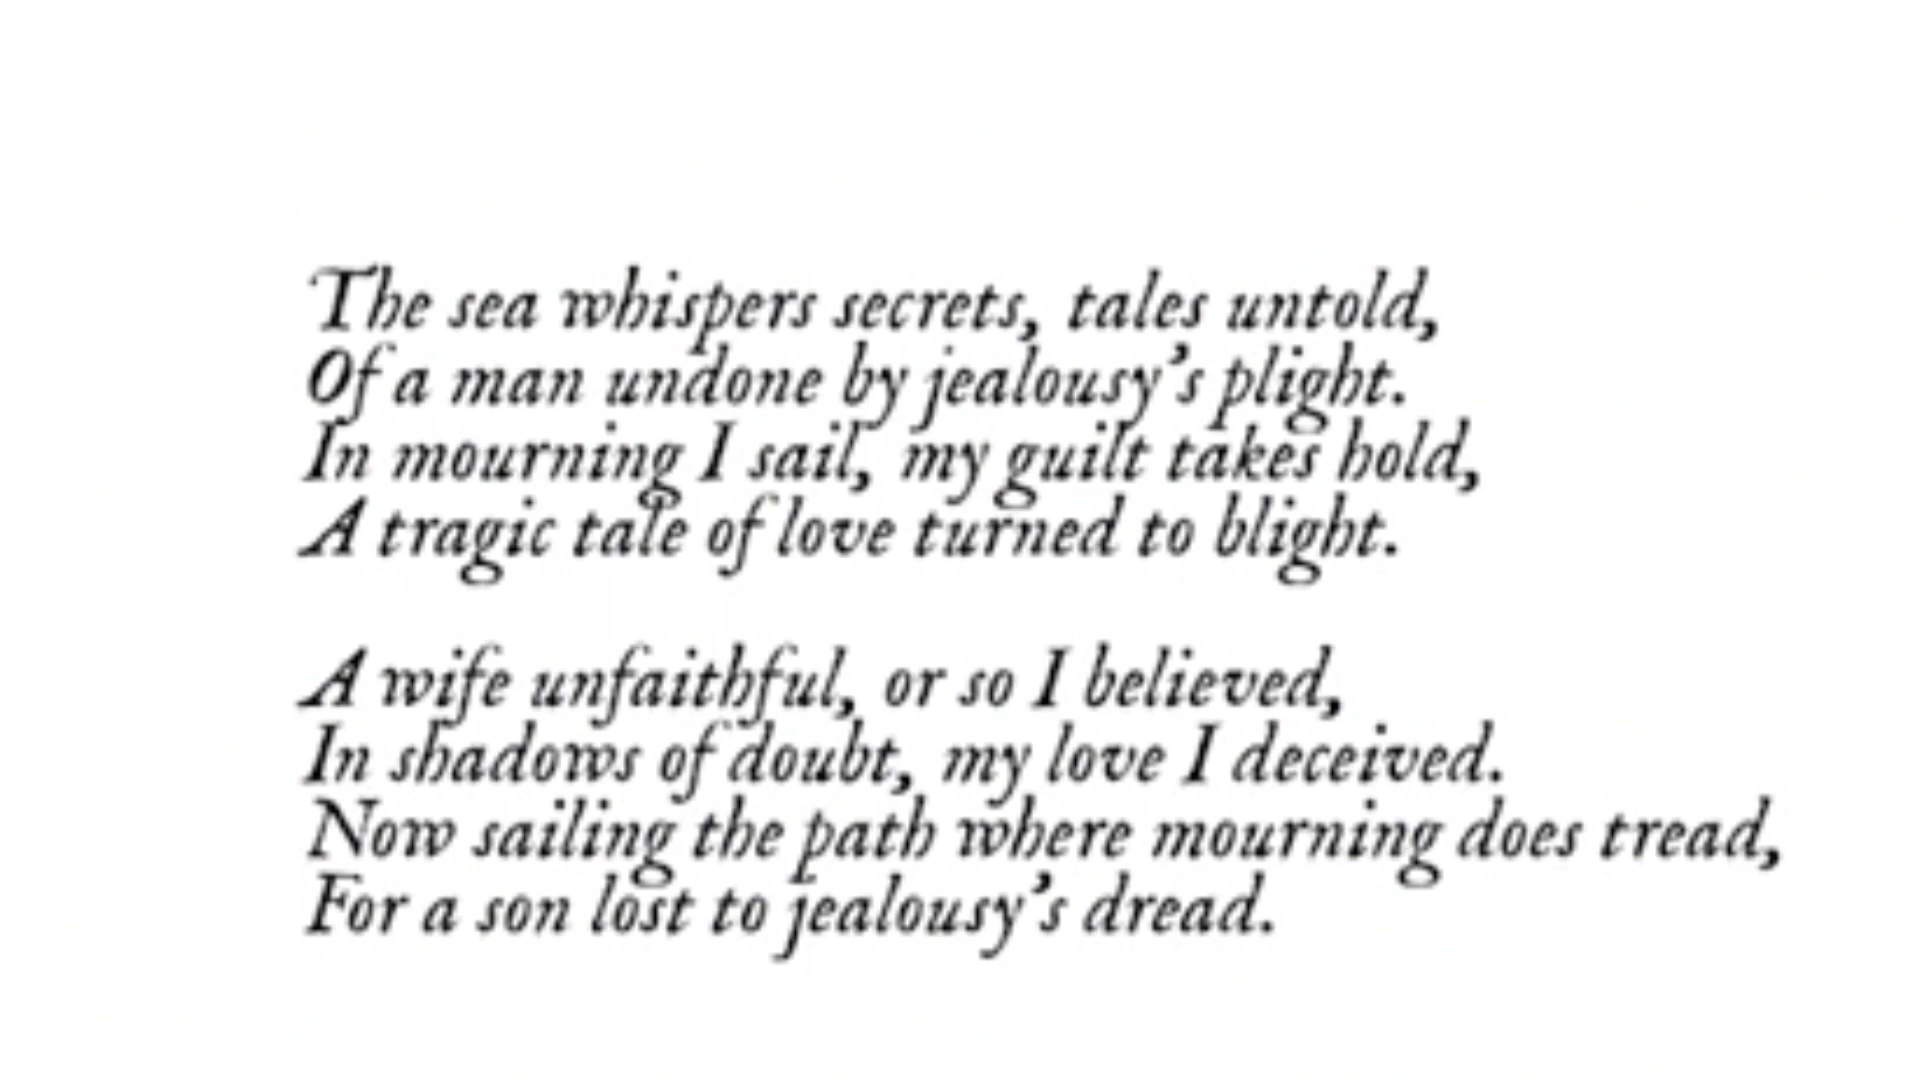 The sea whispers secrets, tales untold,
Of a man undone by jealousy's plight.
In mourning I sail, my guilt takes hold,
A tragic tale of love turned to blight.
A wife unfaithful, or so I believed,
In shadows of doubt, my love I deceived.
Now sailing the path where mourning does tread,
For a son lost to jealousy's dread.